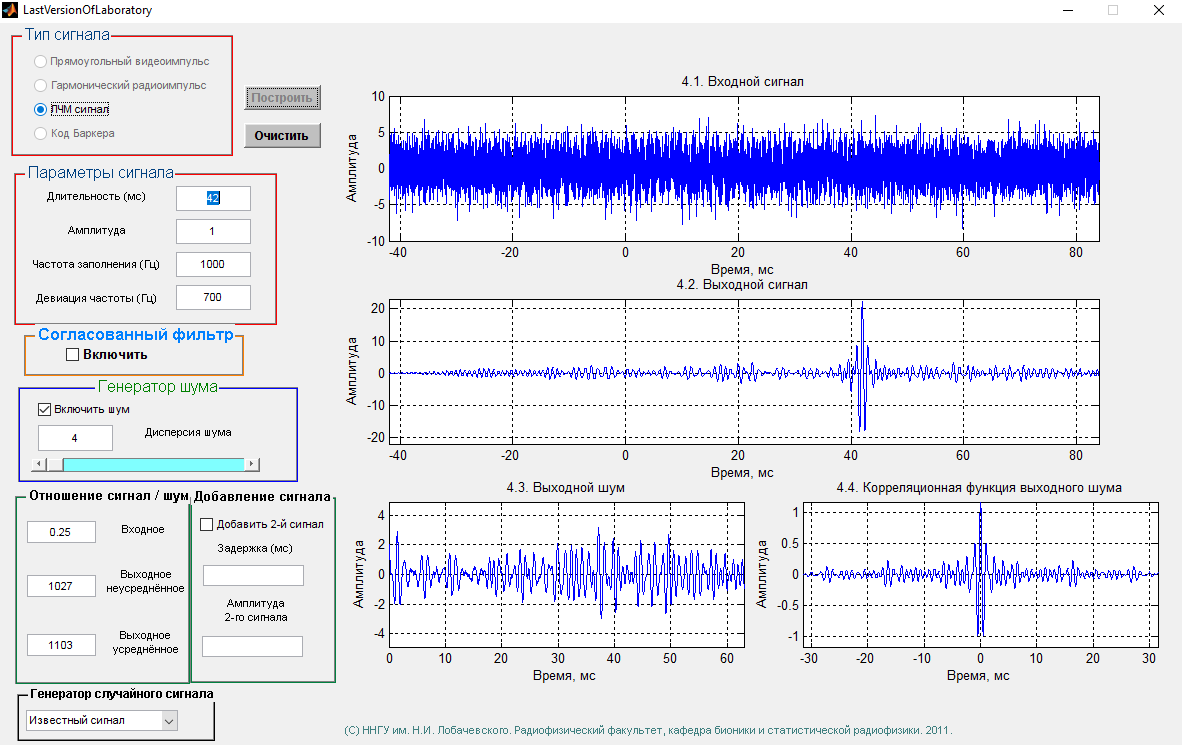 LastVersionOfLaboratory
Тип сигнала
Прямоугольный видеоимпульс
Гармонический радиоимпульс
ЛЧМ сигнал
Код Баркера
Построить
Очистить
Параметры сигнала
Длительность (мс)
42
Амплитуда
1
Частота заполнения (Гц)
1000
Девиация частоты (Гц)
700
Согласованный фильтр
Включить
Генератор шума
Включить шум
4
Дисперсия шума
Отношение сигнал / шум
0.25
Входное
1027
Выходное
неусреднённое
1103
Выходное
усреднённое
Добавление сигнала
Добавить 2-й сигнал
Задержка (мс)
Амплитуда
2-го сигнала
Генератор случайного сигнала
Известный сигнал
4.1. Входной сигнал
Амплитуда
10
5
0
-5
-10
-40 -20 0 20 40 60 80
Время, мс
4.2. Выходной сигнал
Амплитуда
20
10
0
-10
-20
-40 -20 0 20 40 60 80
Время, мс
4.3. Выходной шум
Амплитуда
4
2
0
-2
-4
0 10 20 30 40 50 60
Время, мс
4.4. Корреляционная функция выходного шума
Амплитуда
1
0.5
0
-0.5
-1
-30 -20 -10 0 10 20 30
Время, мс
(С) ННГУ им. Н.И. Лобачевского. Радиофизический факультет, кафедра бионики и статистической радиофизики. 2011.